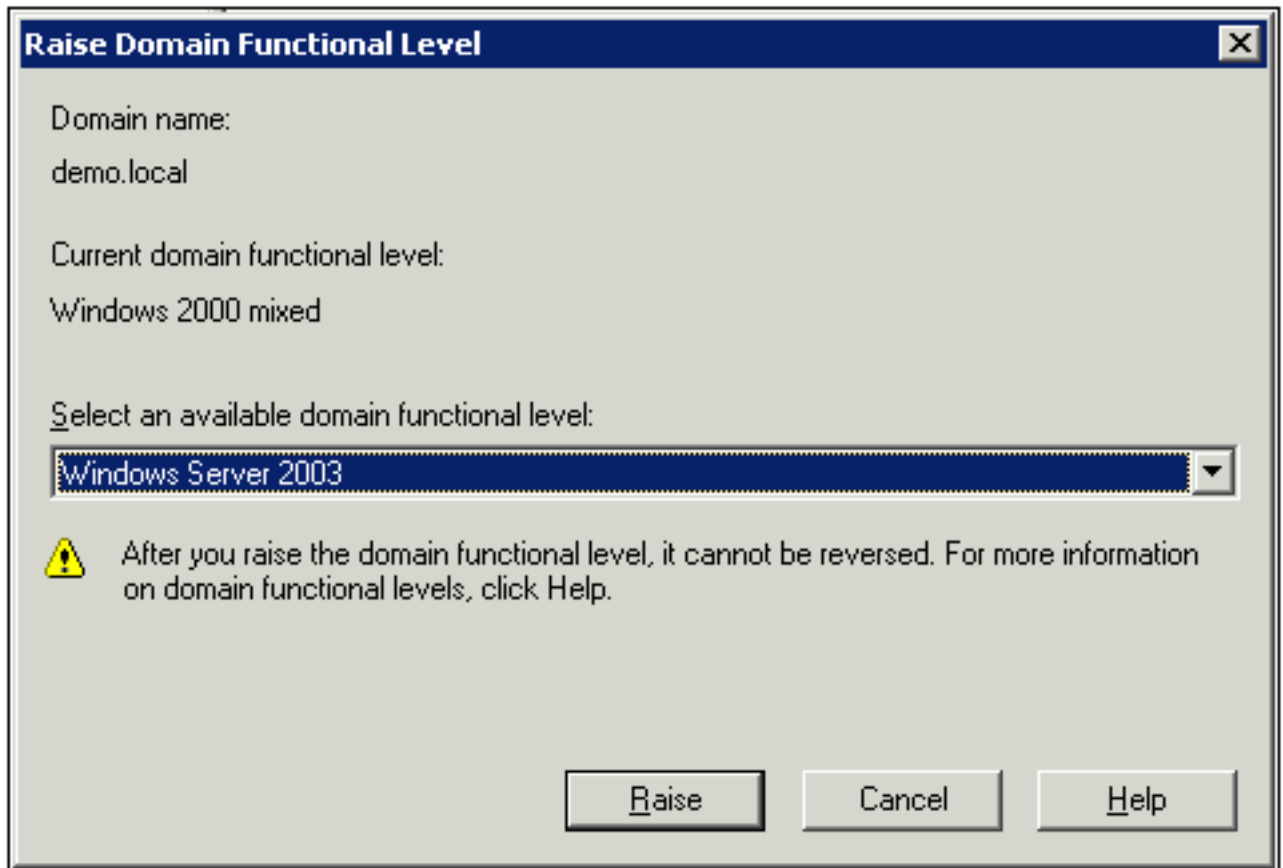 Raise Domain Functional Level
Domain name:
demo.local
Current domain functional level:
Windows 2000 mixed
Select an available domain functional level:
Windows Server 2003
After you raise the domain functional level, it cannot be reversed. For more information
on domain functional levels, click Help.
Raise Cancel Help